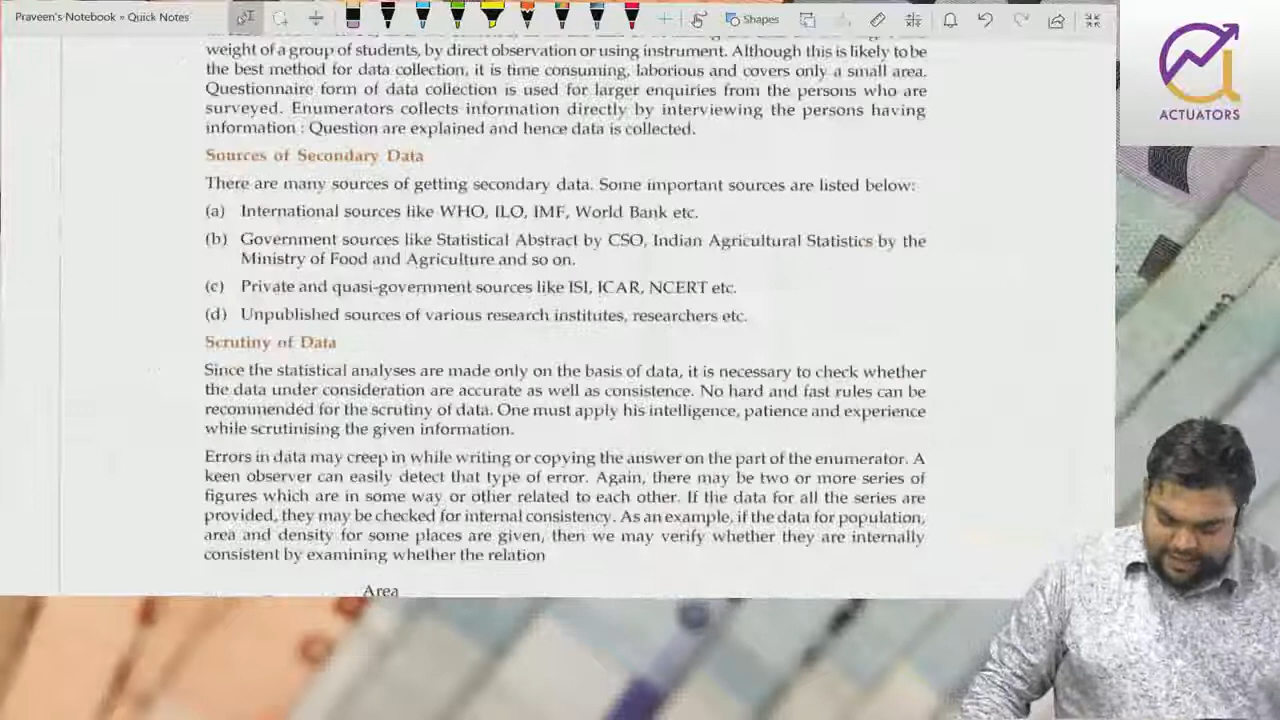 Praveen's Notebook » Quick Notes
Shapes
ACTUATORS
weight of a group of students, by direct observation or using instrument. Although this is likely to be
the best method for data collection, it is time consuming, laborious and covers only a small area.
Questionnaire form of data collection is used for larger enquiries from the persons who are
surveyed. Enumerators collects information directly by interviewing the persons having
information : Question are explained and hence data is collected.
Sources of Secondary Data
There are many sources of getting secondary data. Some important sources are listed below:
(a) International sources like WHO, ILO, IMF, World Bank etc.
(b) Government sources like Statistical Abstract by CSO, Indian Agricultural Statistics by the
Ministry of Food and Agriculture and so on.
(c) Private and quasi-government sources like ISI, ICAR, NCERT etc.
(d) Unpublished sources of various research institutes, researchers etc.
Scrutiny of Data
Since the statistical analyses are made only on the basis of data, it is necessary to check whether
the data under consideration are accurate as well as consistence. No hard and fast rules can be
recommended for the scrutiny of data. One must apply his intelligence, patience and experience
while scrutinising the given information.
Errors in data may creep in while writing or copying the answer on the part of the enumerator. A
keen observer can easily detect that type of error. Again, there may be two or more series of
figures which are in some way or other related to each other. If the data for all the series are
provided, they may be checked for internal consistency. As an example, if the data for population,
area and density for some places are given, then we may verify whether they are internally
consistent by examining whether the relation
Area